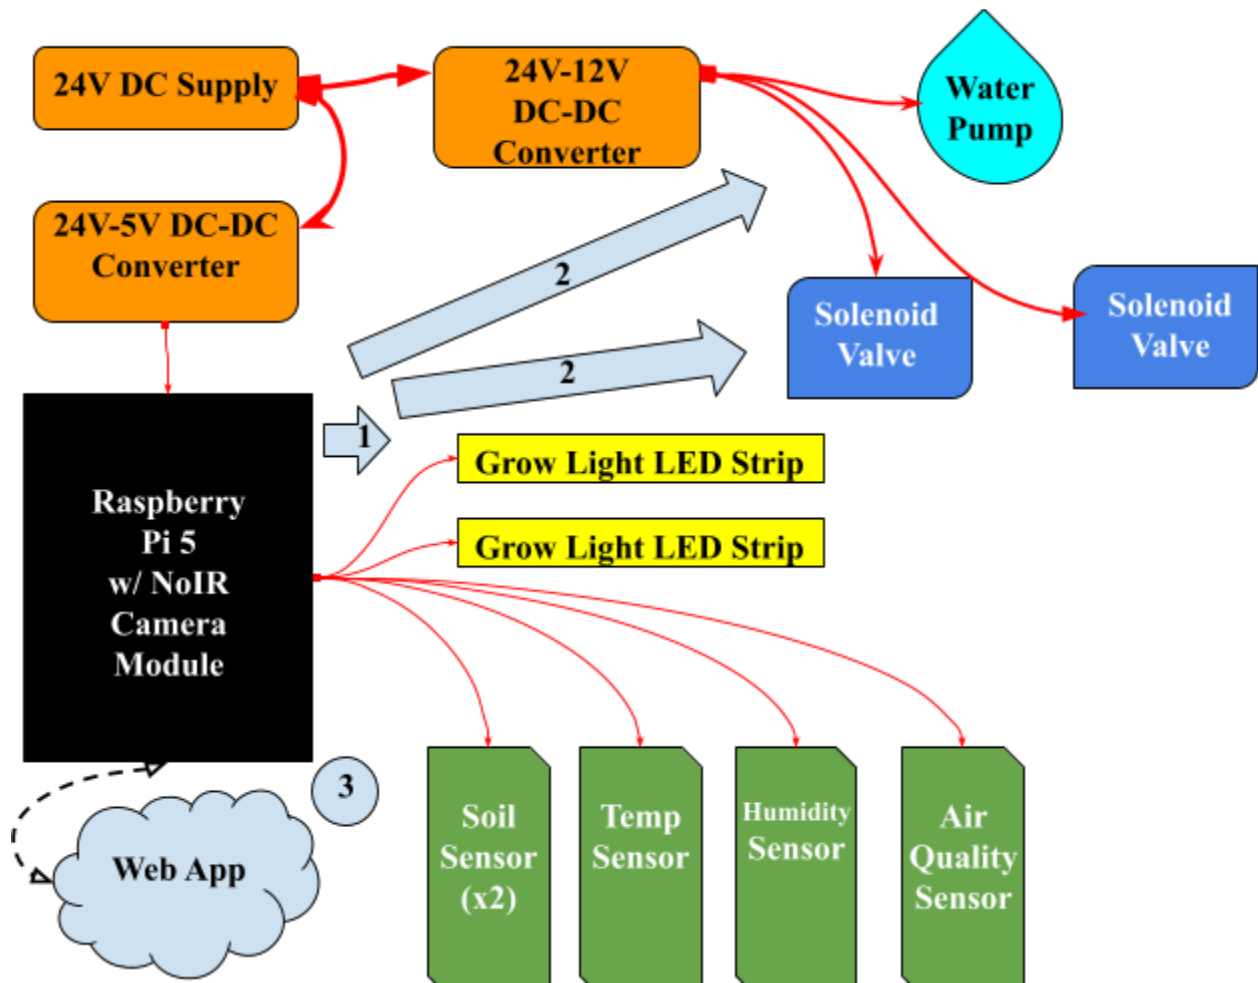 24V DC Supply
24V-12V
DC-DC
Converter
Water
Pump
24V-5V DC-DC
Converter
2
Solenoid
Valve
Solenoid
Valve
2
1
Grow Light LED Strip
Grow Light LED Strip
Raspberry
Pi 5
w/ NoIR
Camera
Module
3
Web App
Soil
Sensor
(x2)
Temp
Sensor
Humidity
Sensor
Air
Quality
Sensor